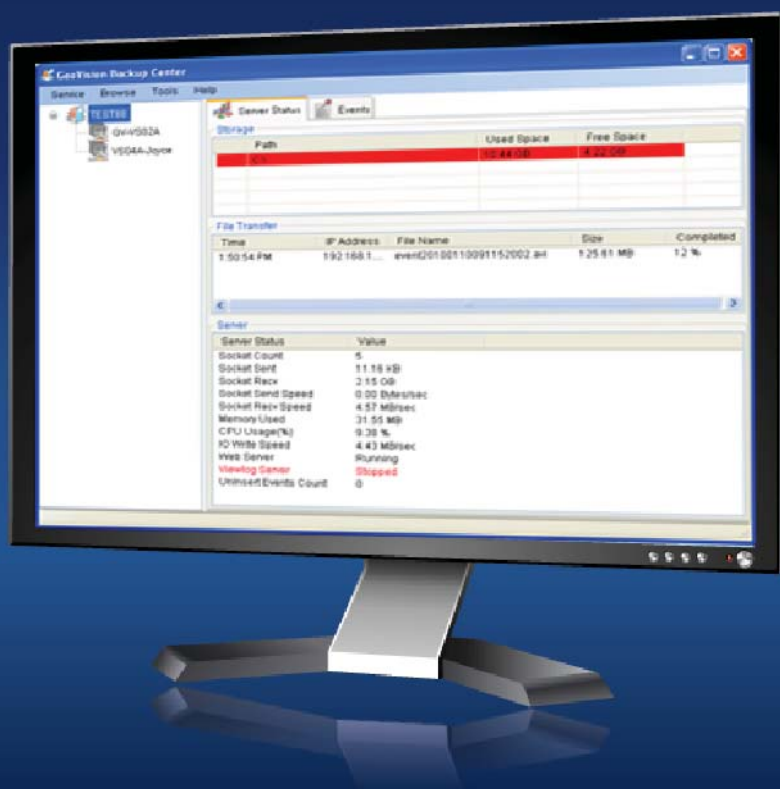 GeoVision Backup Center
Service Browse Tools Help
Server Status Events
GV-VS02A
VS04A-Joyce
Storage
Path Used Space Free Space
C:\ 10.44 GB 4.22 GB
File Transfer
Time IP Address File Name Size Completed
1:50:54 PM 192.168.1... event20100110091152002.avi 125.61 MB 12 %
Server
Server Status Value
Socket Count 5
Socket Sent 11.16 KB
Socket Recv 2.15 GB
Socket Send Speed 0.00 Bytes/sec
Socket Recv Speed 4.57 MB/sec
Memory Used 31.55 MB
CPU Usage(%) 9.38 %
IO Write Speed 4.43 MB/sec
Web Server Running
Viewlog Server Stopped
Uninsert Events Count 0